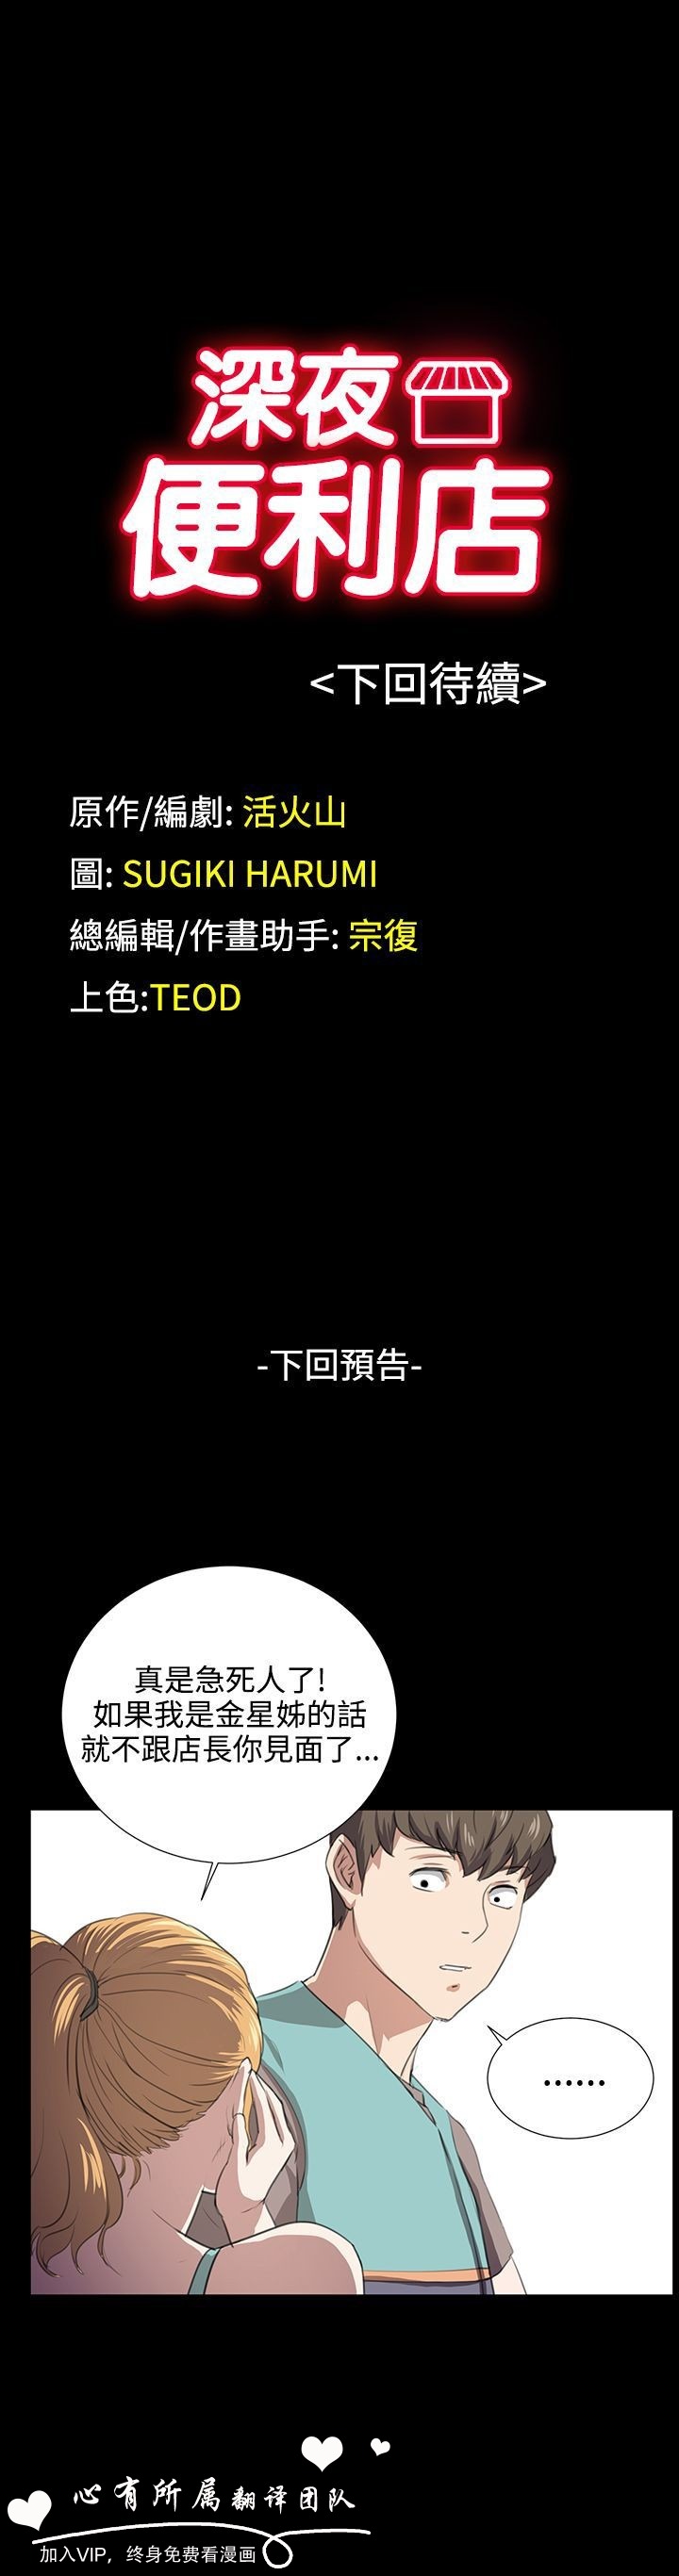 深夜
便利店
<下回待續>
原作/編劇: 活火山
圖: SUGIKI HARUMI
總編輯/作畫助手: 宗復
上色:TEOD
-下回預告-
真是急死人了!
如果我是金星姊的話
就不跟店長你見面了...
······
心有所属翻译团队
加入VIP，终身免费看漫画